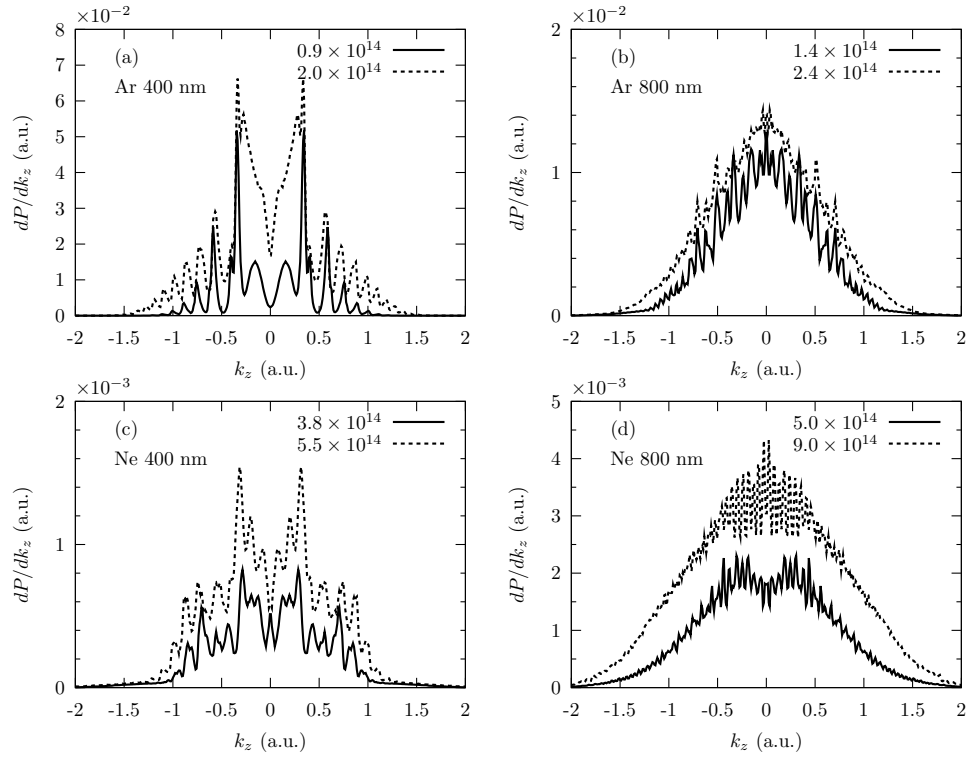 ×10⁻²
8
7
6
5
4
3
2
1
0
dP/dk_z (a.u.)
(a)
Ar 400 nm
0.9 × 10¹⁴
2.0 × 10¹⁴
-2 -1.5 -1 -0.5 0 0.5 1 1.5 2
k_z (a.u.)
×10⁻²
2
1
0
dP/dk_z (a.u.)
(b)
Ar 800 nm
1.4 × 10¹⁴
2.4 × 10¹⁴
-2 -1.5 -1 -0.5 0 0.5 1 1.5 2
k_z (a.u.)
×10⁻³
2
1
0
dP/dk_z (a.u.)
(c)
Ne 400 nm
3.8 × 10¹⁴
5.5 × 10¹⁴
-2 -1.5 -1 -0.5 0 0.5 1 1.5 2
k_z (a.u.)
×10⁻³
5
4
3
2
1
0
dP/dk_z (a.u.)
(d)
Ne 800 nm
5.0 × 10¹⁴
9.0 × 10¹⁴
-2 -1.5 -1 -0.5 0 0.5 1 1.5 2
k_z (a.u.)